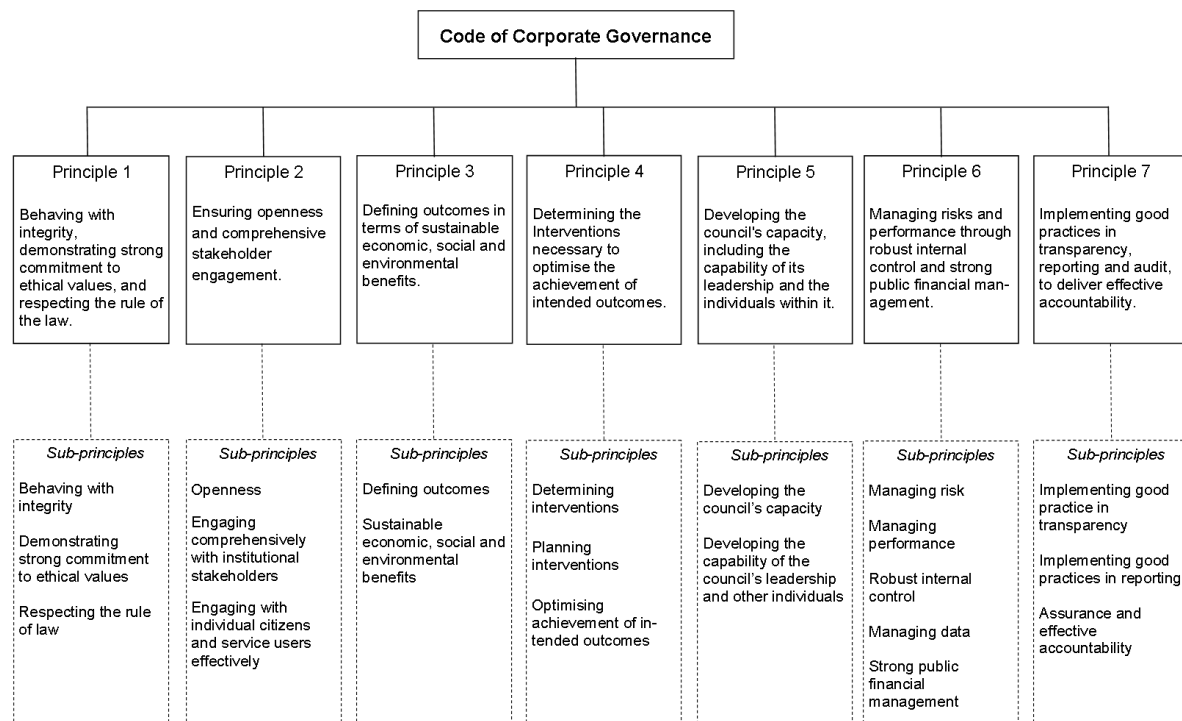 Code of Corporate Governance
Principle 1
Behaving with
integrity,
demonstrating strong
commitment to
ethical values, and
respecting the rule of
the law.
Principle 2
Ensuring openness
and comprehensive
stakeholder
engagement.
Principle 3
Defining outcomes in
terms of sustainable
economic, social and
environmental
benefits.
Principle 4
Determining the
Interventions
necessary to
optimise the
achievement of
intended outcomes.
Principle 5
Developing the
council's capacity,
including the
capability of its
leadership and the
individuals within it.
Principle 6
Managing risks and
performance through
robust internal
control and strong
public financial man-
agement.
Principle 7
Implementing good
practices in
transparency,
reporting and audit,
to deliver effective
accountability.
Sub-principles
Behaving with
integrity
Demonstrating
strong commitment
to ethical values
Respecting the rule
of law
Sub-principles
Openness
Engaging
comprehensively
with institutional
stakeholders
Engaging with
individual citizens
and service users
effectively
Sub-principles
Defining outcomes
Sustainable
economic, social and
environmental
benefits
Sub-principles
Determining
interventions
Planning
interventions
Optimising
achievement of in-
tended outcomes
Sub-principles
Developing the
council's capacity
Developing the
capability of the
council's leadership
and other individuals
Sub-principles
Managing risk
Managing
performance
Robust internal
control
Managing data
Strong public
financial
management
Sub-principles
Implementing good
practice in
transparency
Implementing good
practices in reporting
Assurance and
effective
accountability